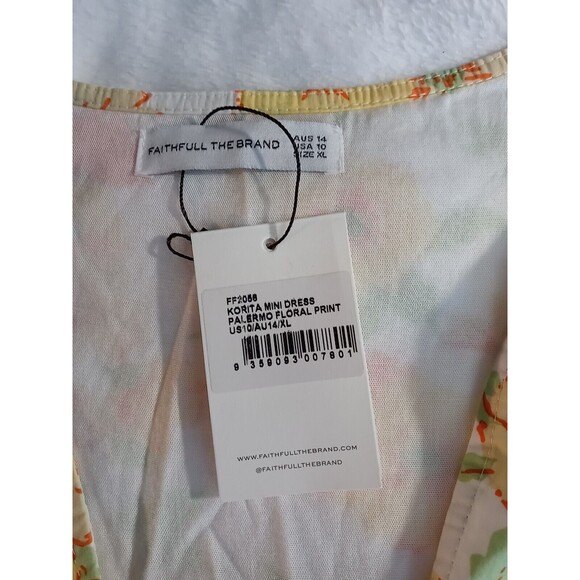 FAITHFULL THE BRAND
AUS 14
USA 10
SIZE XL
FF2056
KORITA MINI DRESS
PALERMO FLORAL PRINT
US10/AU14/XL
9 359093 007801
WWW.FAITHFULLTHEBRAND.COM
@FAITHFULLTHEBRAND